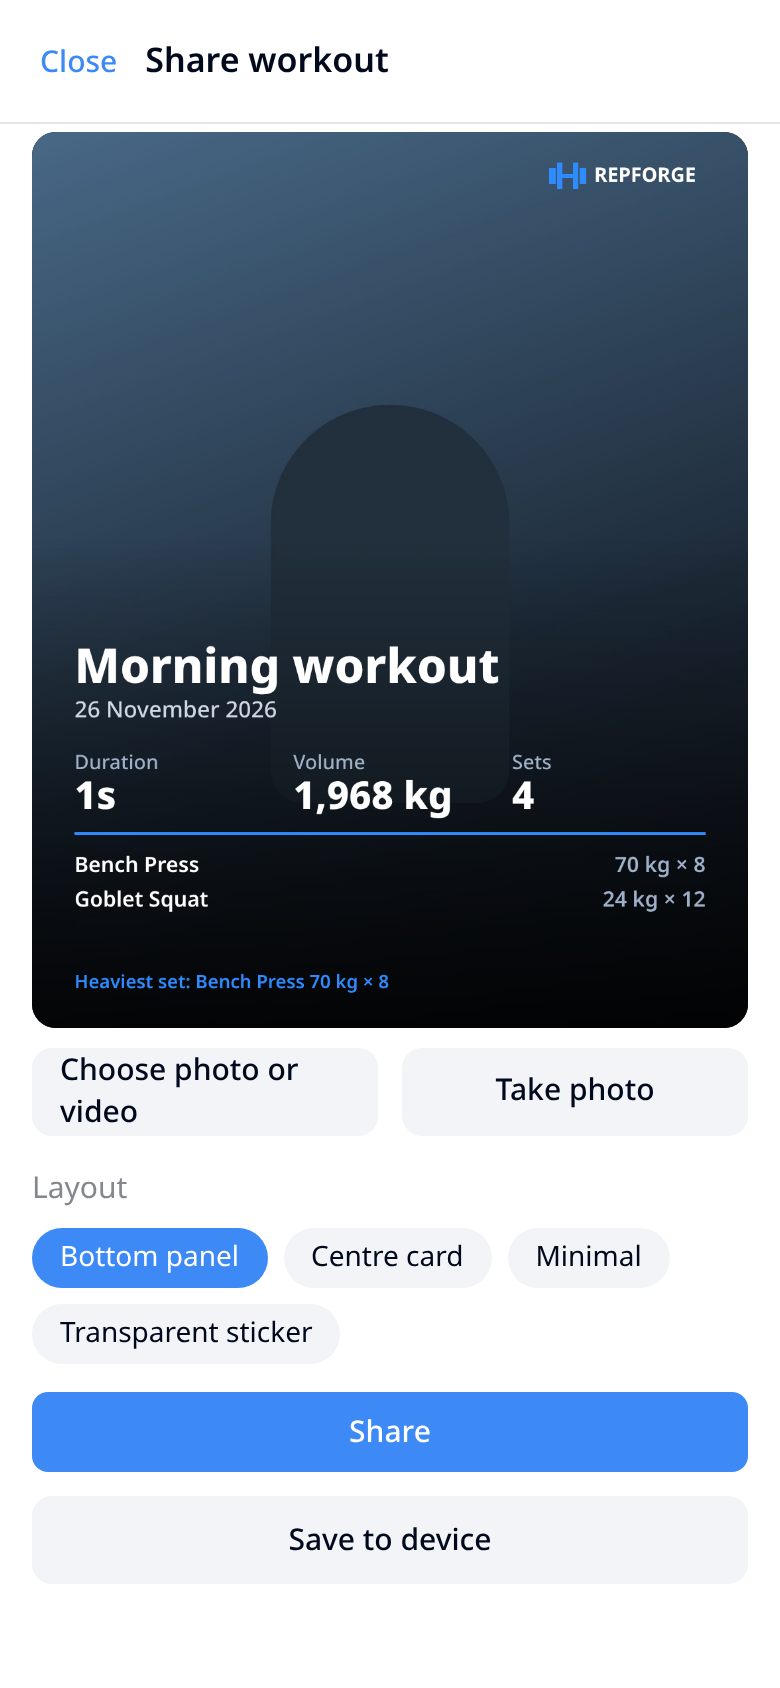 Close Share workout
REPFORGE
Morning workout
26 November 2026
Duration Volume Sets
1s 1,968 kg 4
Bench Press 70 kg × 8
Goblet Squat 24 kg × 12
Heaviest set: Bench Press 70 kg × 8
Choose photo or
video
Take photo
Layout
Bottom panel Centre card Minimal
Transparent sticker
Share
Save to device